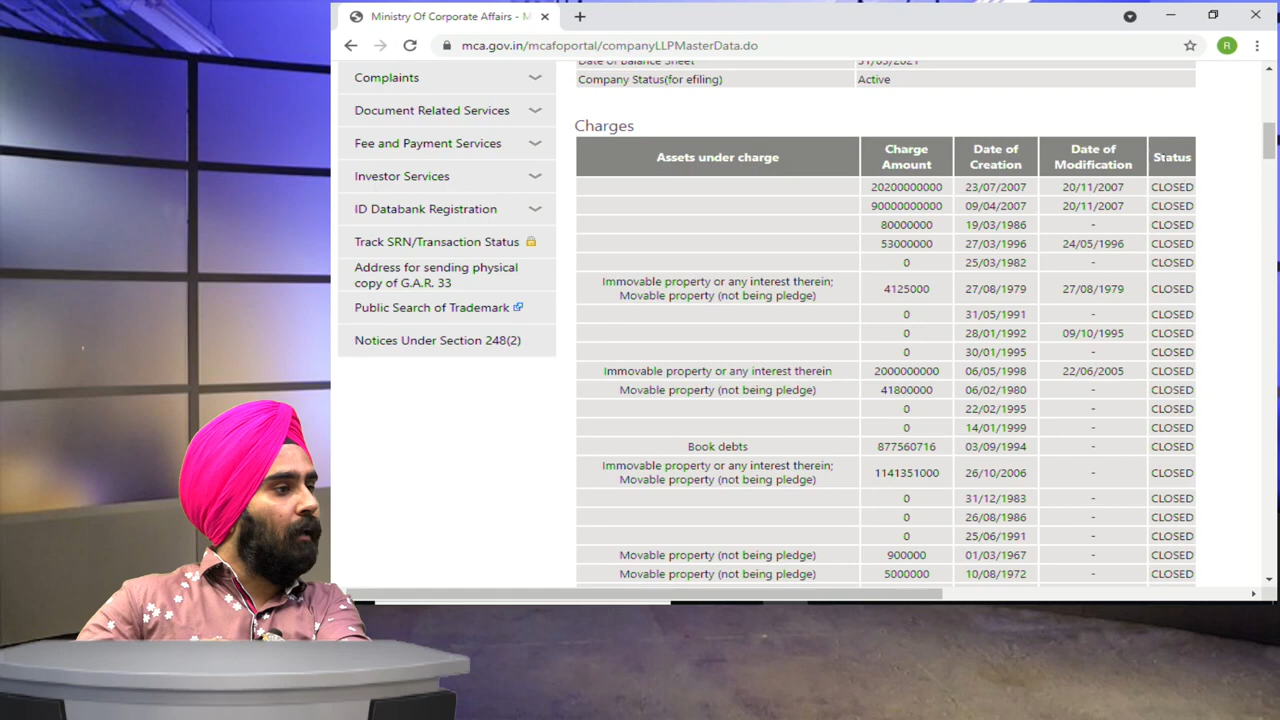 Ministry Of Corporate Affairs - M
mca.gov.in/mcafoportal/companyLLPMasterData.do
R
Complaints
Document Related Services
Fee and Payment Services
Investor Services
ID Databank Registration
Track SRN/Transaction Status
Address for sending physical
copy of G.A.R. 33
Public Search of Trademark
Notices Under Section 248(2)
Date of Balance Sheet 31/03/2021
Company Status(for efiling) Active
Charges
Assets under charge Charge Amount Date of Creation Date of Modification Status
20200000000 23/07/2007 20/11/2007 CLOSED
90000000000 09/04/2007 20/11/2007 CLOSED
80000000 19/03/1986 - CLOSED
53000000 27/03/1996 24/05/1996 CLOSED
0 25/03/1982 - CLOSED
Immovable property or any interest therein;
Movable property (not being pledge) 4125000 27/08/1979 27/08/1979 CLOSED
0 31/05/1991 - CLOSED
0 28/01/1992 09/10/1995 CLOSED
0 30/01/1995 - CLOSED
Immovable property or any interest therein 2000000000 06/05/1998 22/06/2005 CLOSED
Movable property (not being pledge) 41800000 06/02/1980 - CLOSED
0 22/02/1995 - CLOSED
0 14/01/1999 - CLOSED
Book debts 877560716 03/09/1994 - CLOSED
Immovable property or any interest therein;
Movable property (not being pledge) 1141351000 26/10/2006 - CLOSED
0 31/12/1983 - CLOSED
0 26/08/1986 - CLOSED
0 25/06/1991 - CLOSED
Movable property (not being pledge) 900000 01/03/1967 - CLOSED
Movable property (not being pledge) 5000000 10/08/1972 - CLOSED